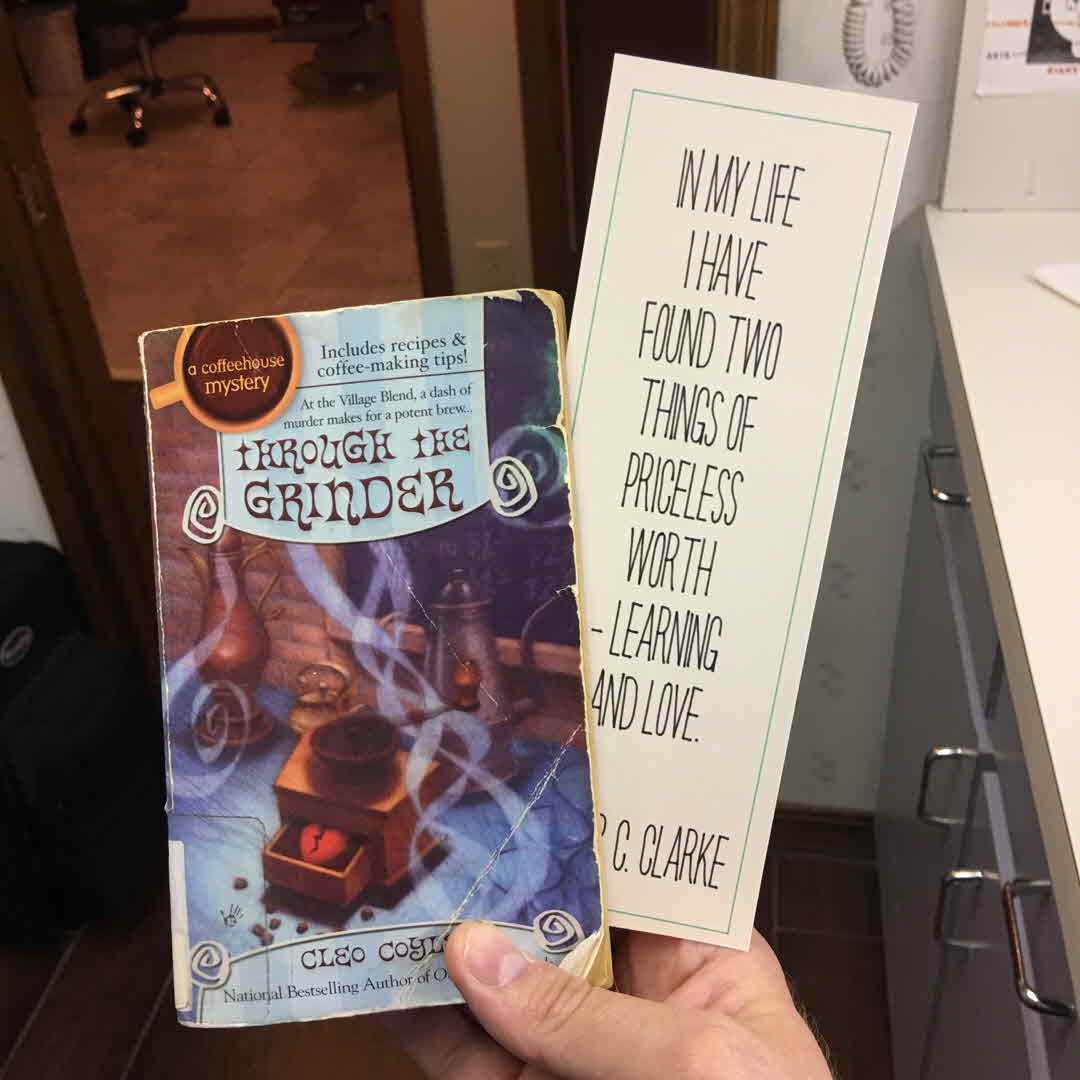 a coffeehouse
mystery
Includes recipes &
coffee-making tips!
At the Village Blend, a dash of
murder makes for a potent brew...
THROUGH THE
GRINDER
CLEO
National Bestselling Author of
IN MY LIFE
I HAVE
FOUND TWO
THINGS OF
PRICELESS
WORTH
– LEARNING
AND LOVE.
C. CLARKE